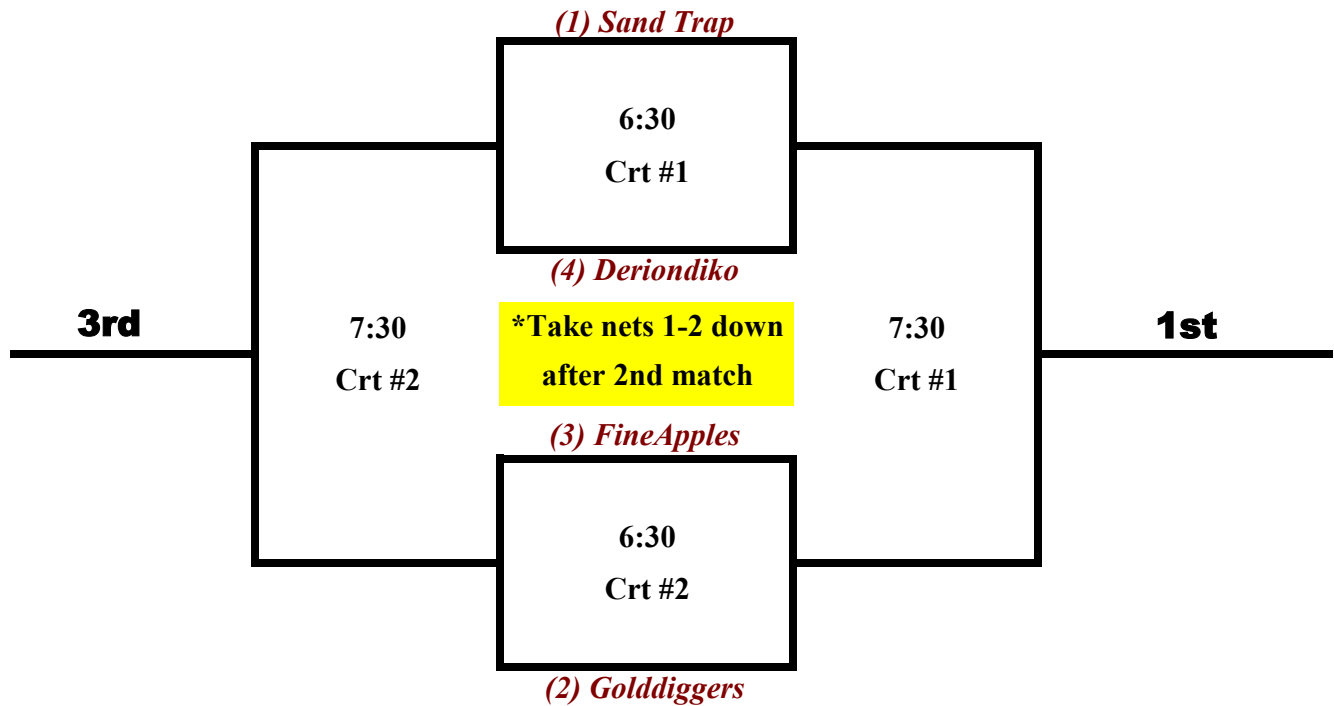 (1) Sand Trap
6:30
Crt #1
(4) Deriondiko
3rd
7:30
Crt #2
*Take nets 1-2 down
after 2nd match
7:30
Crt #1
1st
(3) FineApples
6:30
Crt #2
(2) Golddiggers